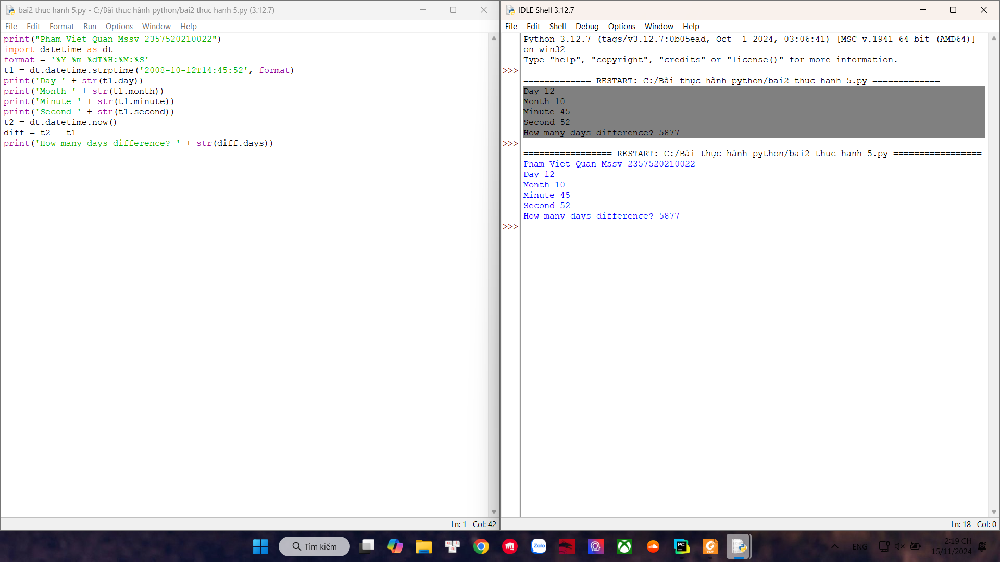 bai2 thuc hanh 5.py - C:/Bài thực hành python/bai2 thuc hanh 5.py (3.12.7)
File Edit Format Run Options Window Help
print("Pham Viet Quan Mssv 2357520210022")
import datetime as dt
format = '%Y-%m-%dT%H:%M:%S'
t1 = dt.datetime.strptime('2008-10-12T14:45:52', format)
print('Day ' + str(t1.day))
print('Month ' + str(t1.month))
print('Minute ' + str(t1.minute))
print('Second ' + str(t1.second))
t2 = dt.datetime.now()
diff = t2 - t1
print('How many days difference? ' + str(diff.days))
Ln: 1 Col: 42
IDLE Shell 3.12.7
File Edit Shell Debug Options Window Help
Python 3.12.7 (tags/v3.12.7:0b05ead, Oct  1 2024, 03:06:41) [MSC v.1941 64 bit (AMD64)]
on win32
Type "help", "copyright", "credits" or "license()" for more information.
>>>
============= RESTART: C:/Bài thực hành python/bai2 thuc hanh 5.py =============
Day 12
Month 10
Minute 45
Second 52
How many days difference? 5877
>>>
================= RESTART: C:/Bài thực hành python/bai2 thuc hanh 5.py =================
Pham Viet Quan Mssv 2357520210022
Day 12
Month 10
Minute 45
Second 52
How many days difference? 5877
>>>
Ln: 18 Col: 0
Tìm kiếm
Zalo
PC
PDF
ENG
2:19 CH
15/11/2024